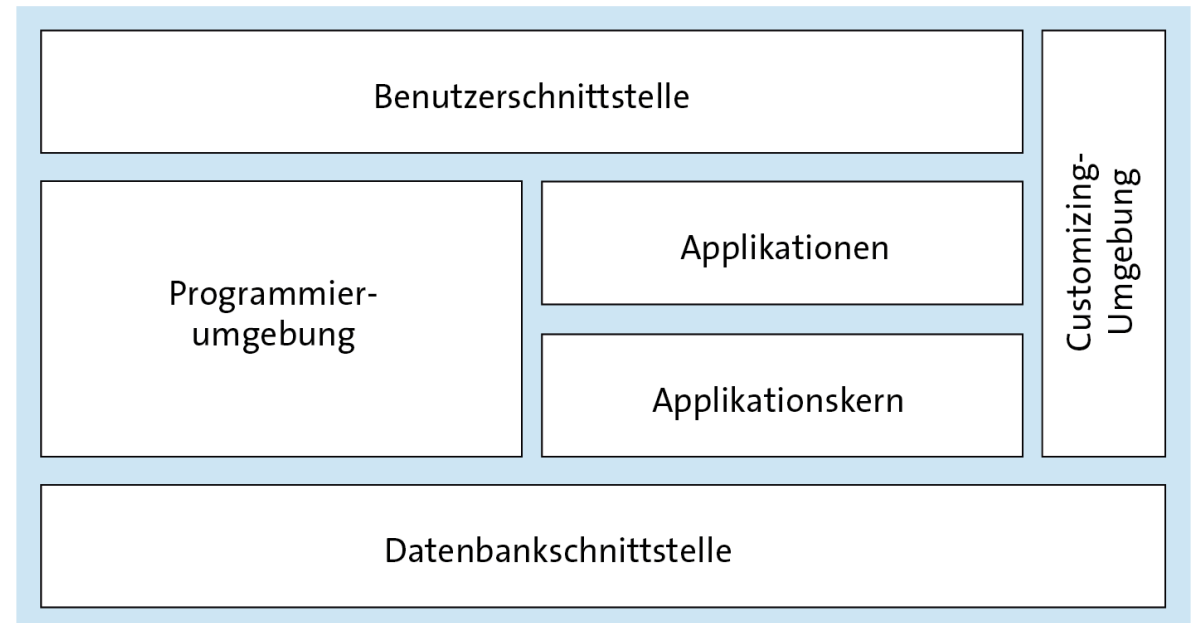 Benutzerschnittstelle
Programmier-
umgebung
Applikationen
Applikationskern
Customizing-
Umgebung
Datenbankschnittstelle